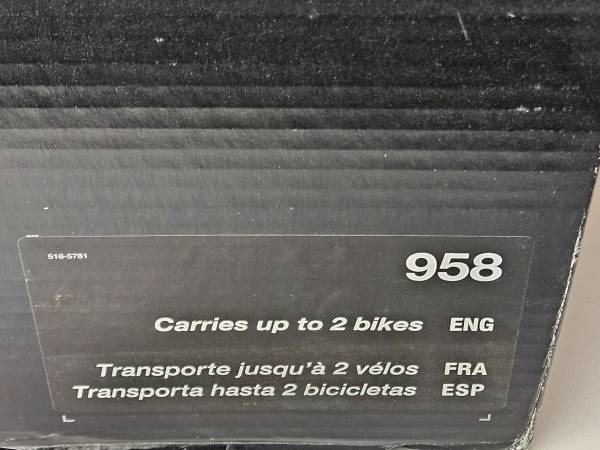 516-5781
958
Carries up to 2 bikes ENG
Transporte jusqu'à 2 vélos FRA
Transporta hasta 2 bicicletas ESP